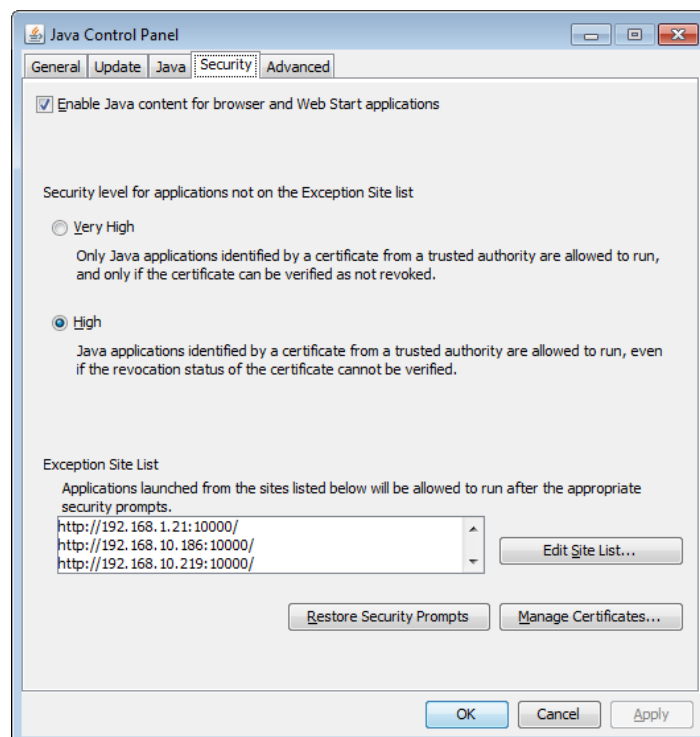 Java Control Panel
General Update Java Security Advanced
Enable Java content for browser and Web Start applications
Security level for applications not on the Exception Site list
Very High
Only Java applications identified by a certificate from a trusted authority are allowed to run,
and only if the certificate can be verified as not revoked.
High
Java applications identified by a certificate from a trusted authority are allowed to run, even
if the revocation status of the certificate cannot be verified.
Exception Site List
Applications launched from the sites listed below will be allowed to run after the appropriate
security prompts.
http://192.168.1.21:10000/
http://192.168.10.186:10000/
http://192.168.10.219:10000/
Edit Site List...
Restore Security Prompts Manage Certificates...
OK Cancel Apply